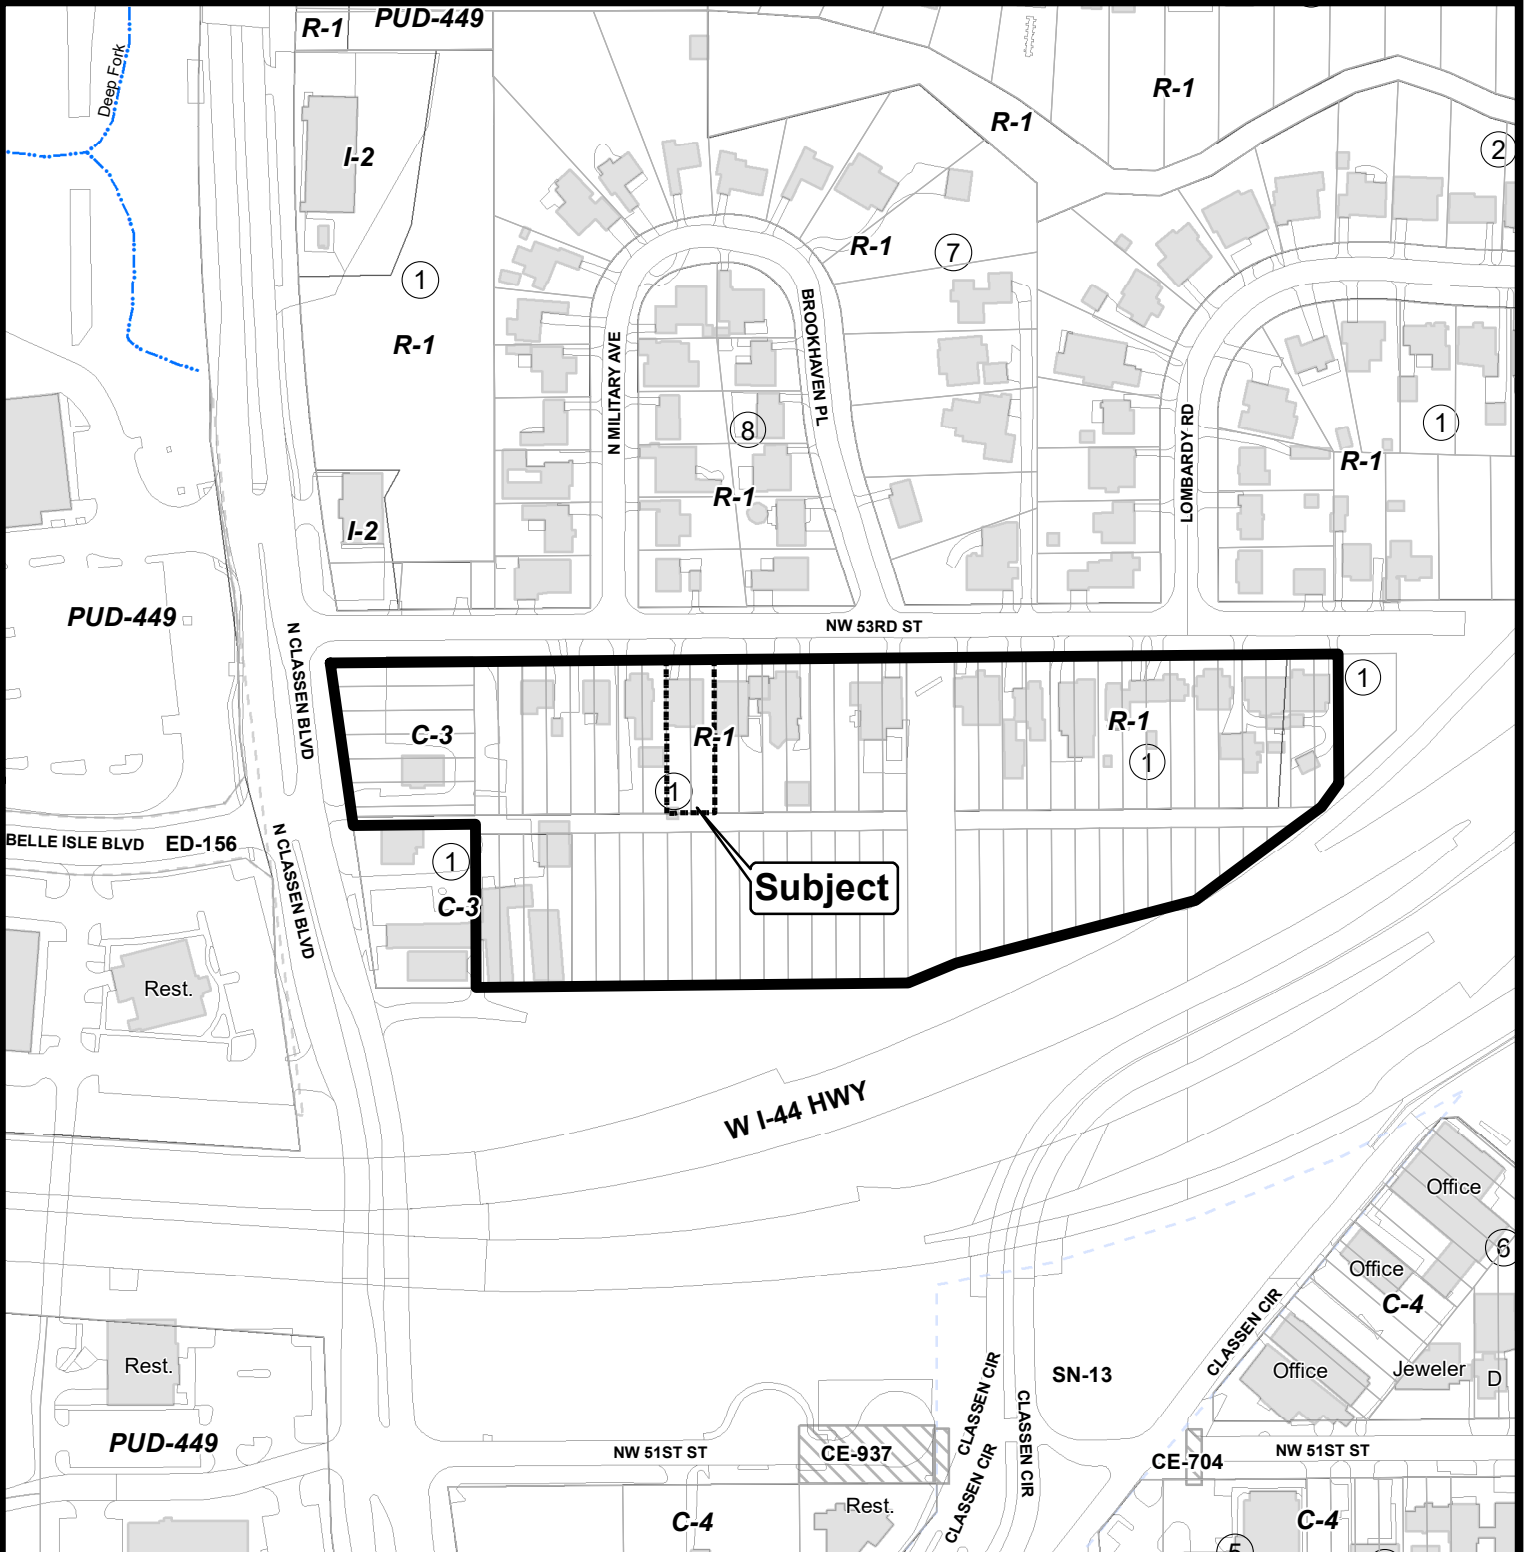 R-1
PUD-449
Deep Fork
I-2
R-1
R-1
2
1
R-1
R-1
7
N MILITARY AVE
BROOKHAVEN PL
8
R-1
LOMBARDY RD
1
R-1
I-2
PUD-449
NW 53RD ST
N CLASSEN BLVD
C-3
R-1
R-1
1
1
1
BELLE ISLE BLVD
ED-156
N CLASSEN BLVD
1
C-3
Subject
Rest.
W I-44 HWY
Office
6
Office
C-4
CLASSEN CIR
Rest.
Office
Jeweler
D
SN-13
CLASSEN CIR
CLASSEN CIR
PUD-449
NW 51ST ST
CE-937
CE-704
NW 51ST ST
CLASSEN CIR
Rest.
C-4
C-4
5